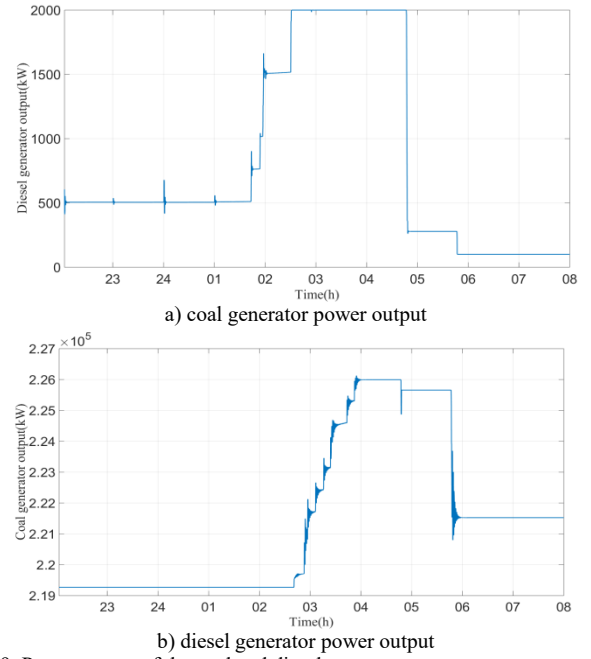 2000
1500
1000
500
0
Diesel generator output(kW)
23 24 01 02 03 04 05 06 07 08
Time(h)
a) coal generator power output
×10^5
2.27
2.26
2.25
2.24
2.23
2.22
2.21
2.2
2.19
Coal generator output(kW)
23 24 01 02 03 04 05 06 07 08
Time(h)
b) diesel generator power output